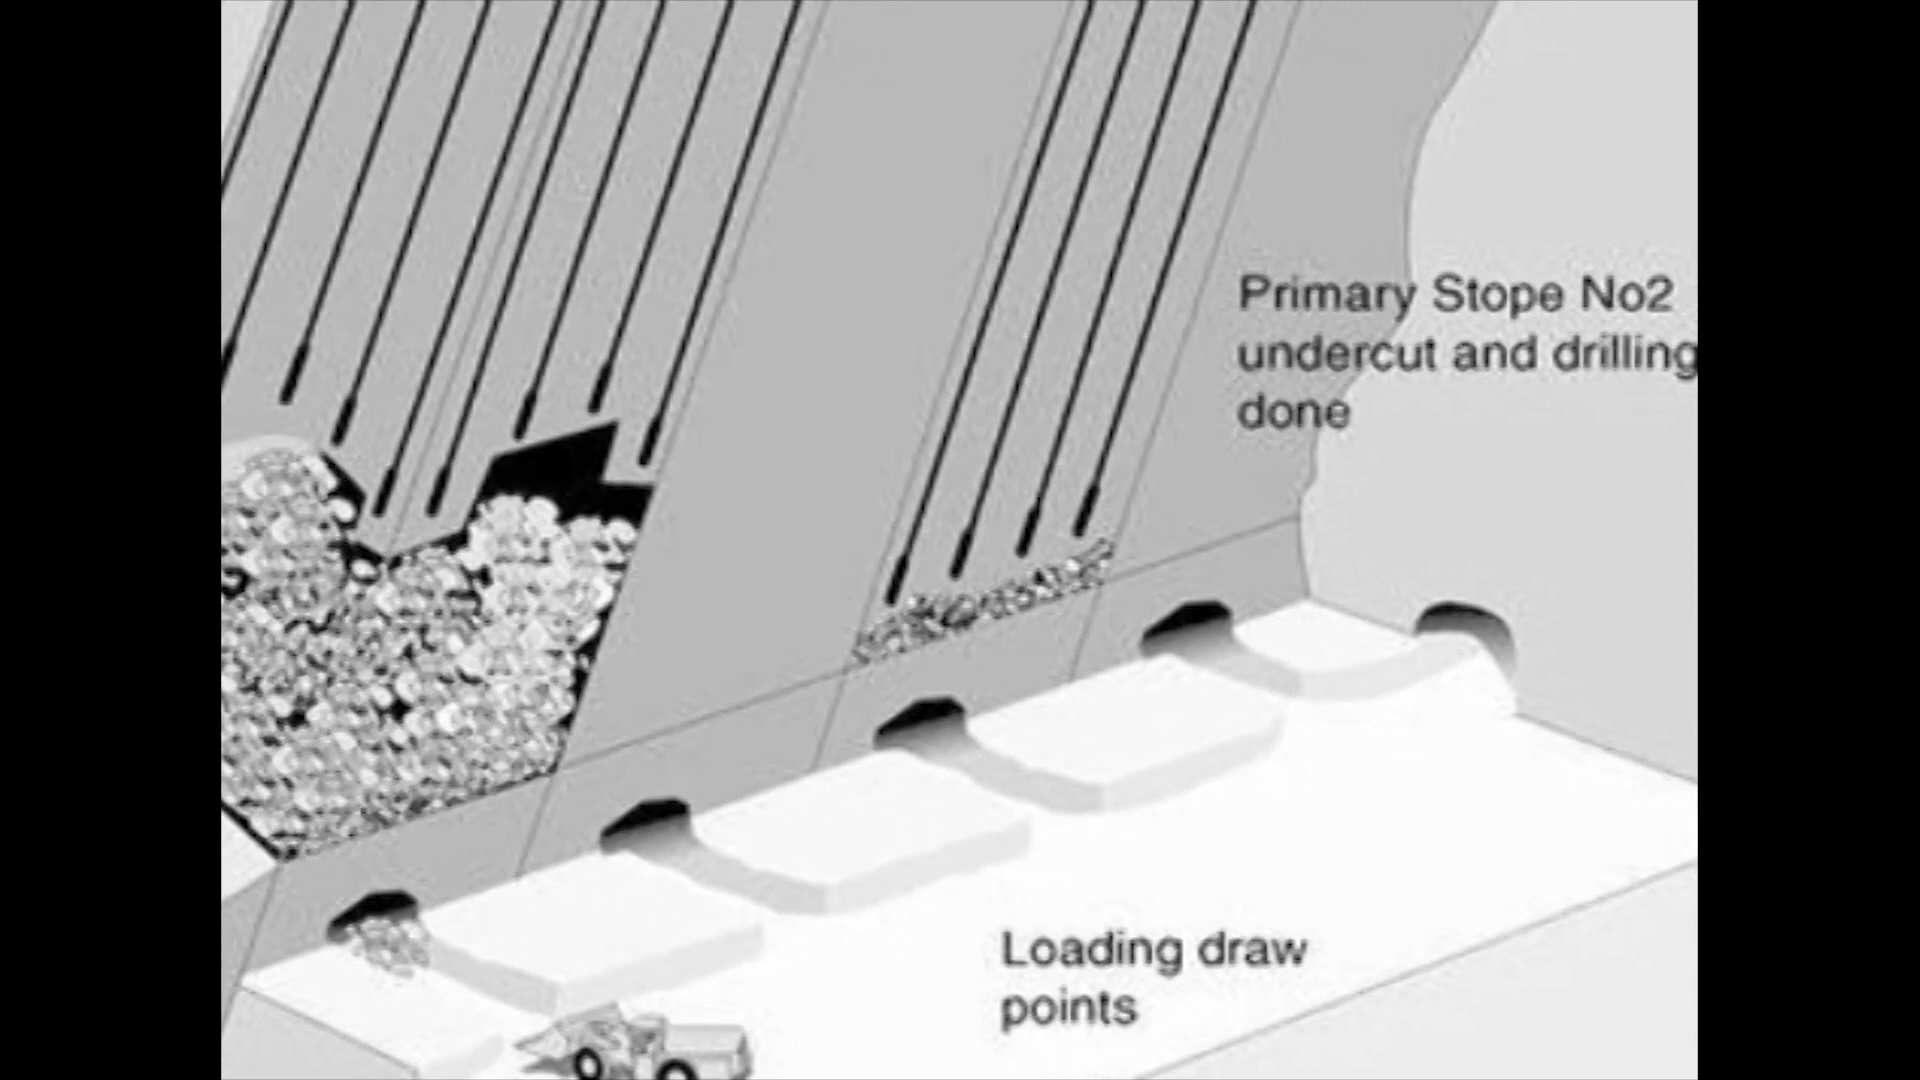 Primary Stope No2
undercut and drilling
done
Loading draw
points